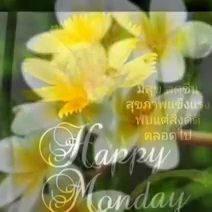 มีสุข สดชื่น
สุขภาพแข็งแรง
พบแต่สิ่งดีดี
ตลอดไป
Happy
Monday